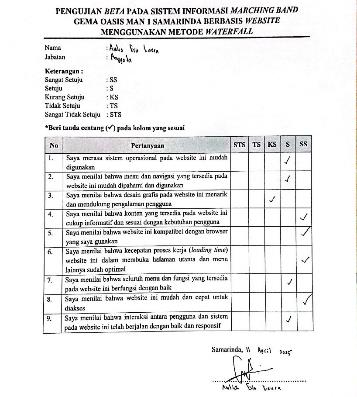 PENGUJIAN BETA PADA SISTEM INFORMASI MARCHING BAND
GEMA OASIS MAN 1 SAMARINDA BERBASIS WEBSITE
MENGGUNAKAN METODE WATERFALL
Nama :
Jabatan : Anggota
Keterangan :
Sangat Setuju : SS
Setuju : S
Kurang Setuju : KS
Tidak Setuju : TS
Sangat Tidak Setuju : STS
*Beri tanda centang (✓) pada kolom yang sesuai
No Pertanyaan STS TS KS S SS
1. Saya merasa sistem operasional pada website ini mudah
digunakan ✓
2. Saya menilai bahwa menu dan navigasi yang tersedia pada
website ini mudah dipahami dan digunakan ✓
3. Saya menilai bahwa desain grafis pada website ini menarik
dan mendukung pengalaman pengguna ✓
4. Saya menilai bahwa konten yang tersedia pada website ini
cukup informatif dan sesuai dengan kebutuhan pengguna ✓
5. Saya menilai bahwa website ini kompatibel dengan browser
yang saya gunakan ✓
6. Saya menilai bahwa kecepatan proses kerja (loading time)
website ini dalam membuka halaman utama dan menu
lainnya sudah optimal ✓
7. Saya menilai bahwa seluruh menu dan fungsi yang tersedia
pada website ini berfungsi dengan baik ✓
8. Saya menilai bahwa website ini mudah dan cepat untuk
diakses ✓
9. Saya menilai bahwa interaksi antara pengguna dan sistem
pada website ini telah berjalan dengan baik dan responsif ✓
Samarinda, 11 April 2025